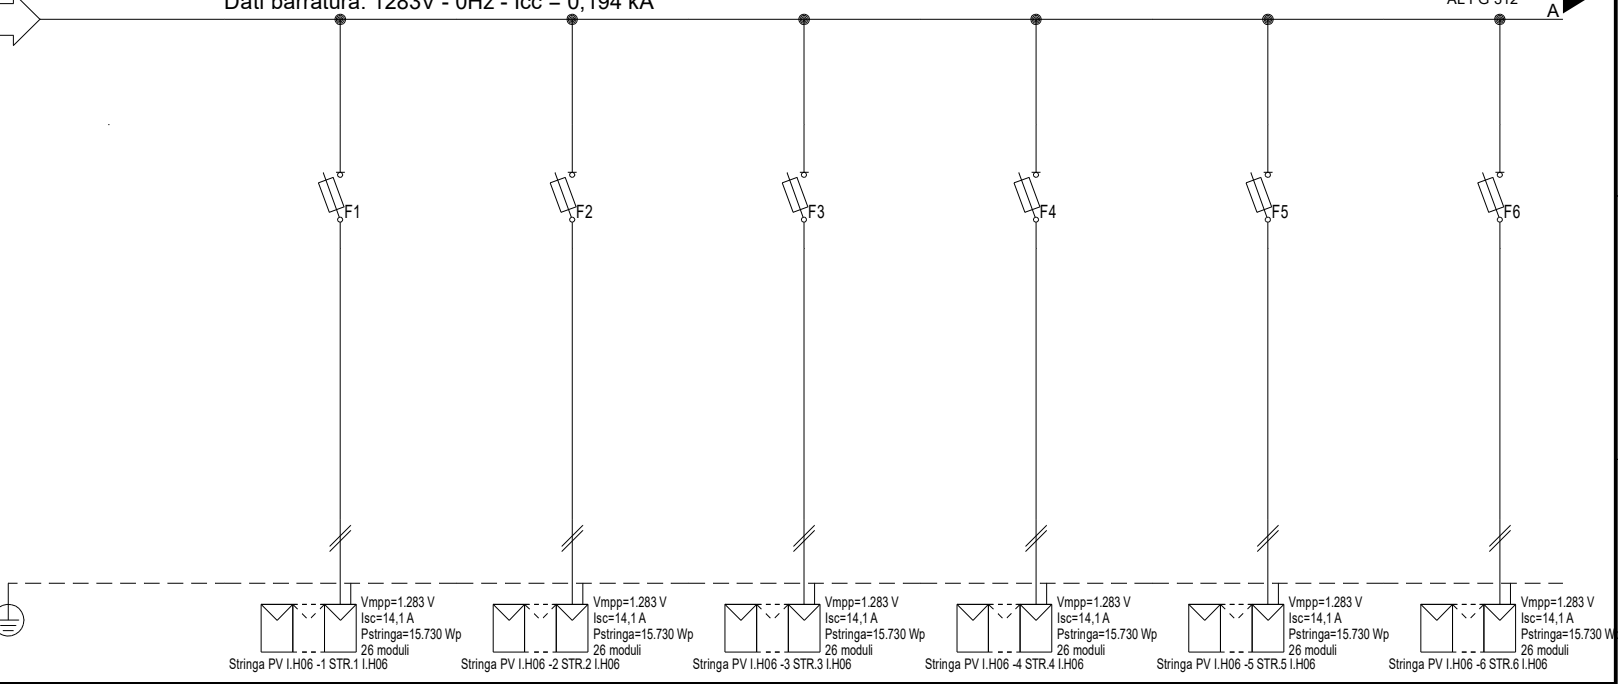 Dati barratura: 1283V - 0Hz - Icc = 0,194 kA
A
F1
F2
F3
F4
F5
F6
Vmpp=1.283 V
Isc=14,1 A
Pstringa=15.730 Wp
26 moduli
Stringa PV I.H06 -1 STR.1 I.H06
Vmpp=1.283 V
Isc=14,1 A
Pstringa=15.730 Wp
26 moduli
Stringa PV I.H06 -2 STR.2 I.H06
Vmpp=1.283 V
Isc=14,1 A
Pstringa=15.730 Wp
26 moduli
Stringa PV I.H06 -3 STR.3 I.H06
Vmpp=1.283 V
Isc=14,1 A
Pstringa=15.730 Wp
26 moduli
Stringa PV I.H06 -4 STR.4 I.H06
Vmpp=1.283 V
Isc=14,1 A
Pstringa=15.730 Wp
26 moduli
Stringa PV I.H06 -5 STR.5 I.H06
Vmpp=1.283 V
Isc=14,1 A
Pstringa=15.730 W
26 moduli
Stringa PV I.H06 -6 STR.6 I.H06